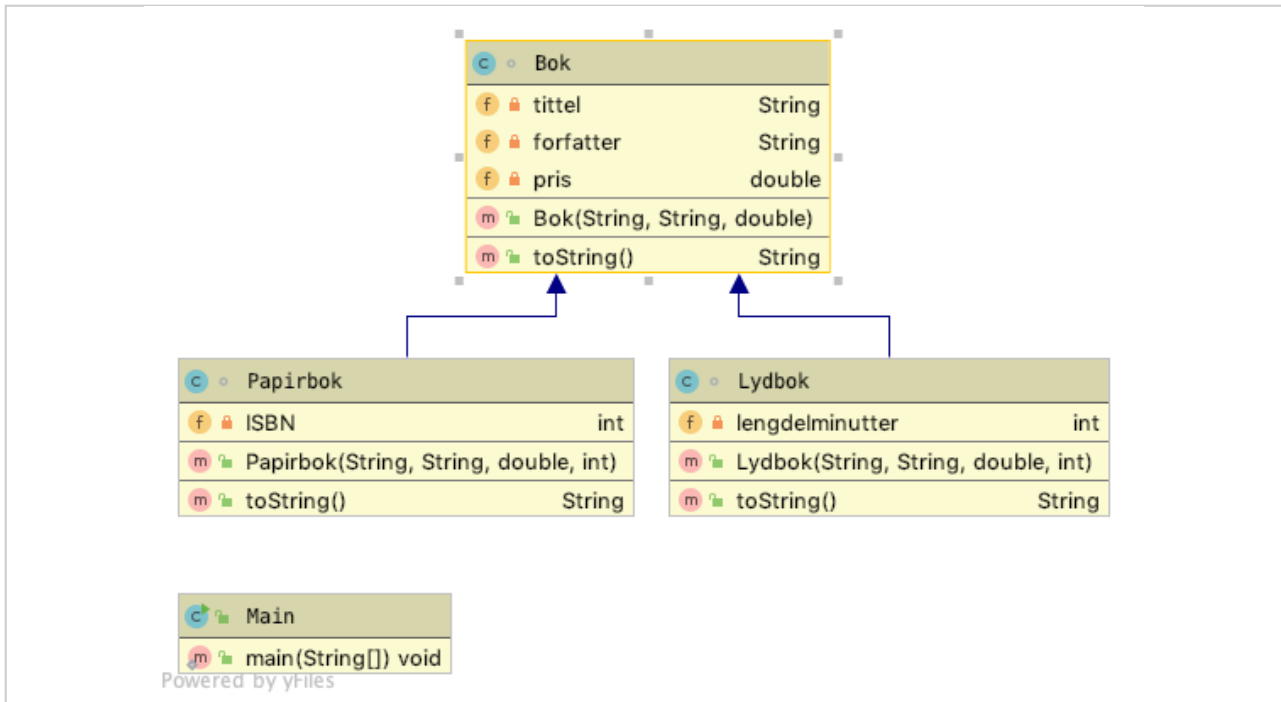 Bok
tittel String
forfatter String
pris double
Bok(String, String, double)
toString() String
Papirbok
ISBN int
Papirbok(String, String, double, int)
toString() String
Lydbok
lengdeIminutter int
Lydbok(String, String, double, int)
toString() String
Main
main(String[]) void
Powered by yFiles